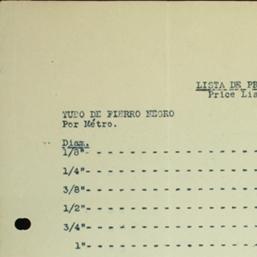 LISTA DE PR
Price Lis
TUBO DE FIERRO NEGRO
Por Métro.
Diam.
1/8"- - - - - - - - - - - - - - -
1/4"- - - - - - - - - - - - - - -
3/8"- - - - - - - - - - - - - - -
1/2"- - - - - - - - - - - - - - -
3/4"- - - - - - - - - - - - - - -
1"- - - - - - - - - - - - - - -